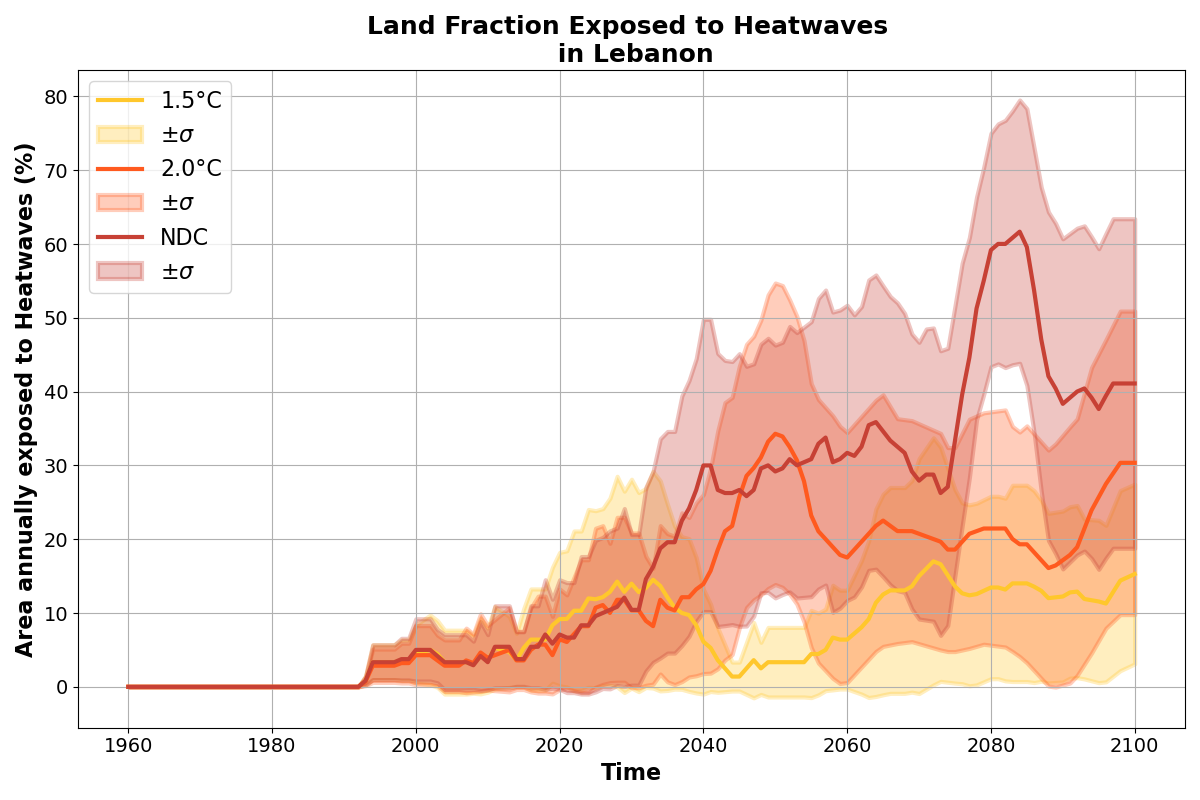 Land Fraction Exposed to Heatwaves
in Lebanon
Area annually exposed to Heatwaves (%)
80
70
60
50
40
30
20
10
0
1.5°C
±σ
2.0°C
±σ
NDC
±σ
1960
1980
2000
2020
2040
2060
2080
2100
Time